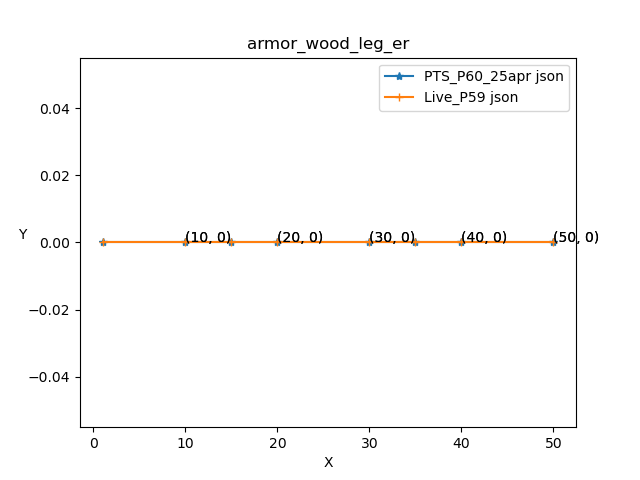 armor_wood_leg_er
PTS_P60_25apr json
Live_P59 json
0.04
0.02
0.00
−0.02
−0.04
Y
(10, 0) (20, 0) (30, 0) (40, 0) (50, 0)
0 10 20 30 40 50
X